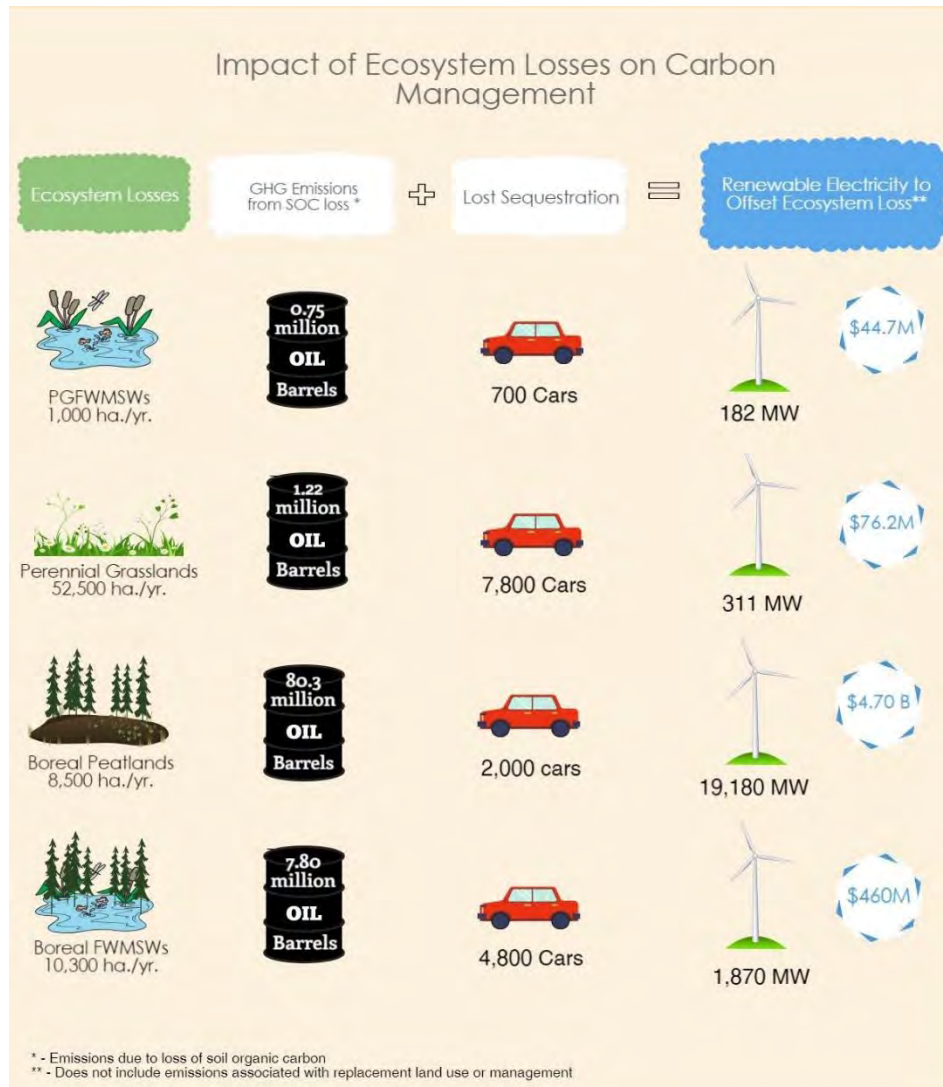 Impact of Ecosystem Losses on Carbon
Management
Ecosystem Losses
GHG Emissions
from SOC loss *
+
Lost Sequestration
=
Renewable Electricity to
Offset Ecosystem Loss**
PGFWMSWs
1,000 ha./yr.
0.75
million
OIL
Barrels
700 Cars
182 MW
$44.7M
Perennial Grasslands
52,500 ha./yr.
1.22
million
OIL
Barrels
7,800 Cars
311 MW
$76.2M
Boreal Peatlands
8,500 ha./yr.
80.3
million
OIL
Barrels
2,000 cars
19,180 MW
$4.70 B
Boreal FWMSWs
10,300 ha./yr.
7.80
million
OIL
Barrels
4,800 Cars
1,870 MW
$460M
* - Emissions due to loss of soil organic carbon
** - Does not include emissions associated with replacement land use or management